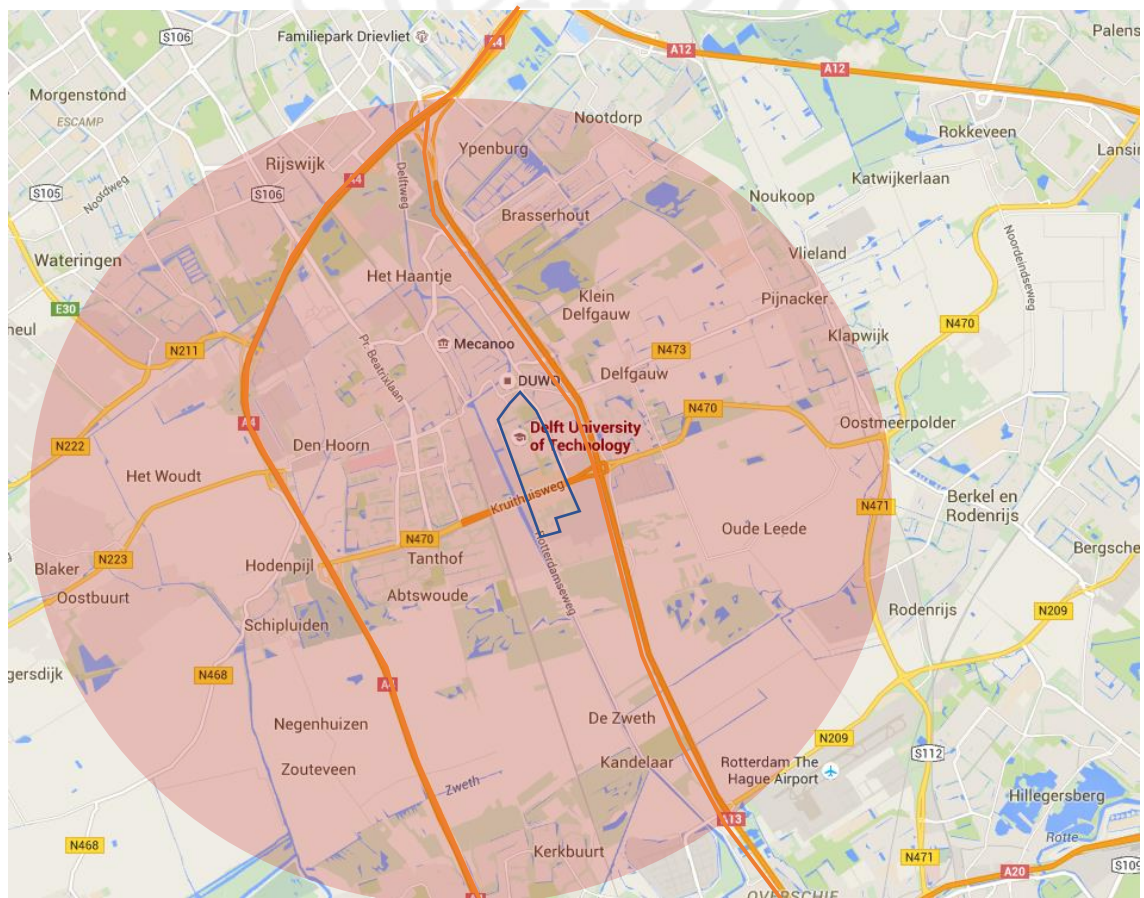 S106
Familiepark Drievliet
A4
A12
A12
Palens
Morgenstond
ESCAMP
Nootdorp
Rokkeveen
Ypenburg
Lansin
Rijswijk
A4
Katwijkerlaan
S105
Nootdweg
S106
Delftweg
Noukoop
Brasserhout
Wateringen
Vlieland
Noordeindseweg
Het Haantje
E30
Klein
Delfgauw
Pijnacker
heul
Klapwijk
N470
Mecanoo
N211
N473
Pr. Beatrixlaan
DUWO
Delfgauw
N470
A4
Delft University
of Technology
Oostmeerpolder
N222
Den Hoorn
Het Woudt
Kruithuisweg
Berkel en
Rodenrijs
N471
Oude Leede
N470
Bergsche
N223
Tanthof
Rotterdamseweg
Hodenpijl
Blaker
Oostbuurt
Abtswoude
Rodenrijs
N209
Schipluiden
gersdijk
N468
A4
Negenhuizen
De Zweth
N209
S112
Zouteveen
Kandelaar
Rotterdam The
Hague Airport
Zweth
Hillegersberg
A13
Rotte
N468
Kerkbuurt
N471
A20
S109
OVERSCHIE